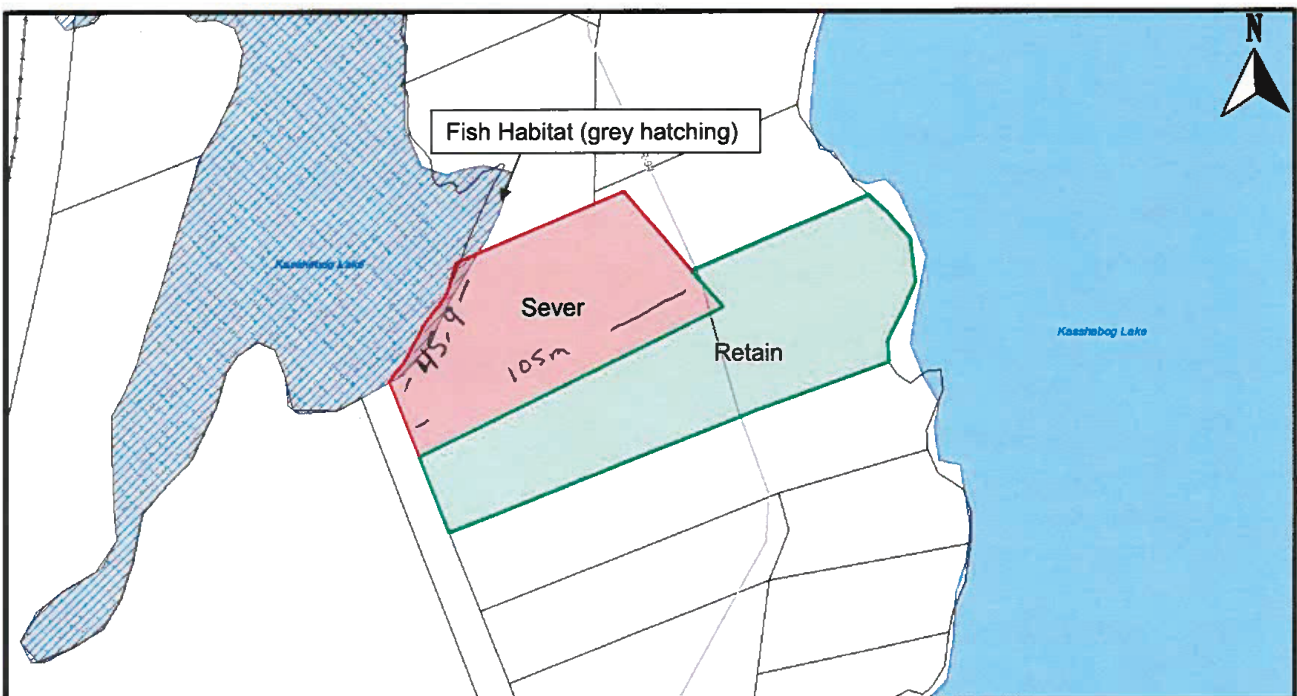 N
Fish Habitat (grey hatching)
Kasshabog Lake
Sever
Kasshabog Lake
45.9
Retain
105m